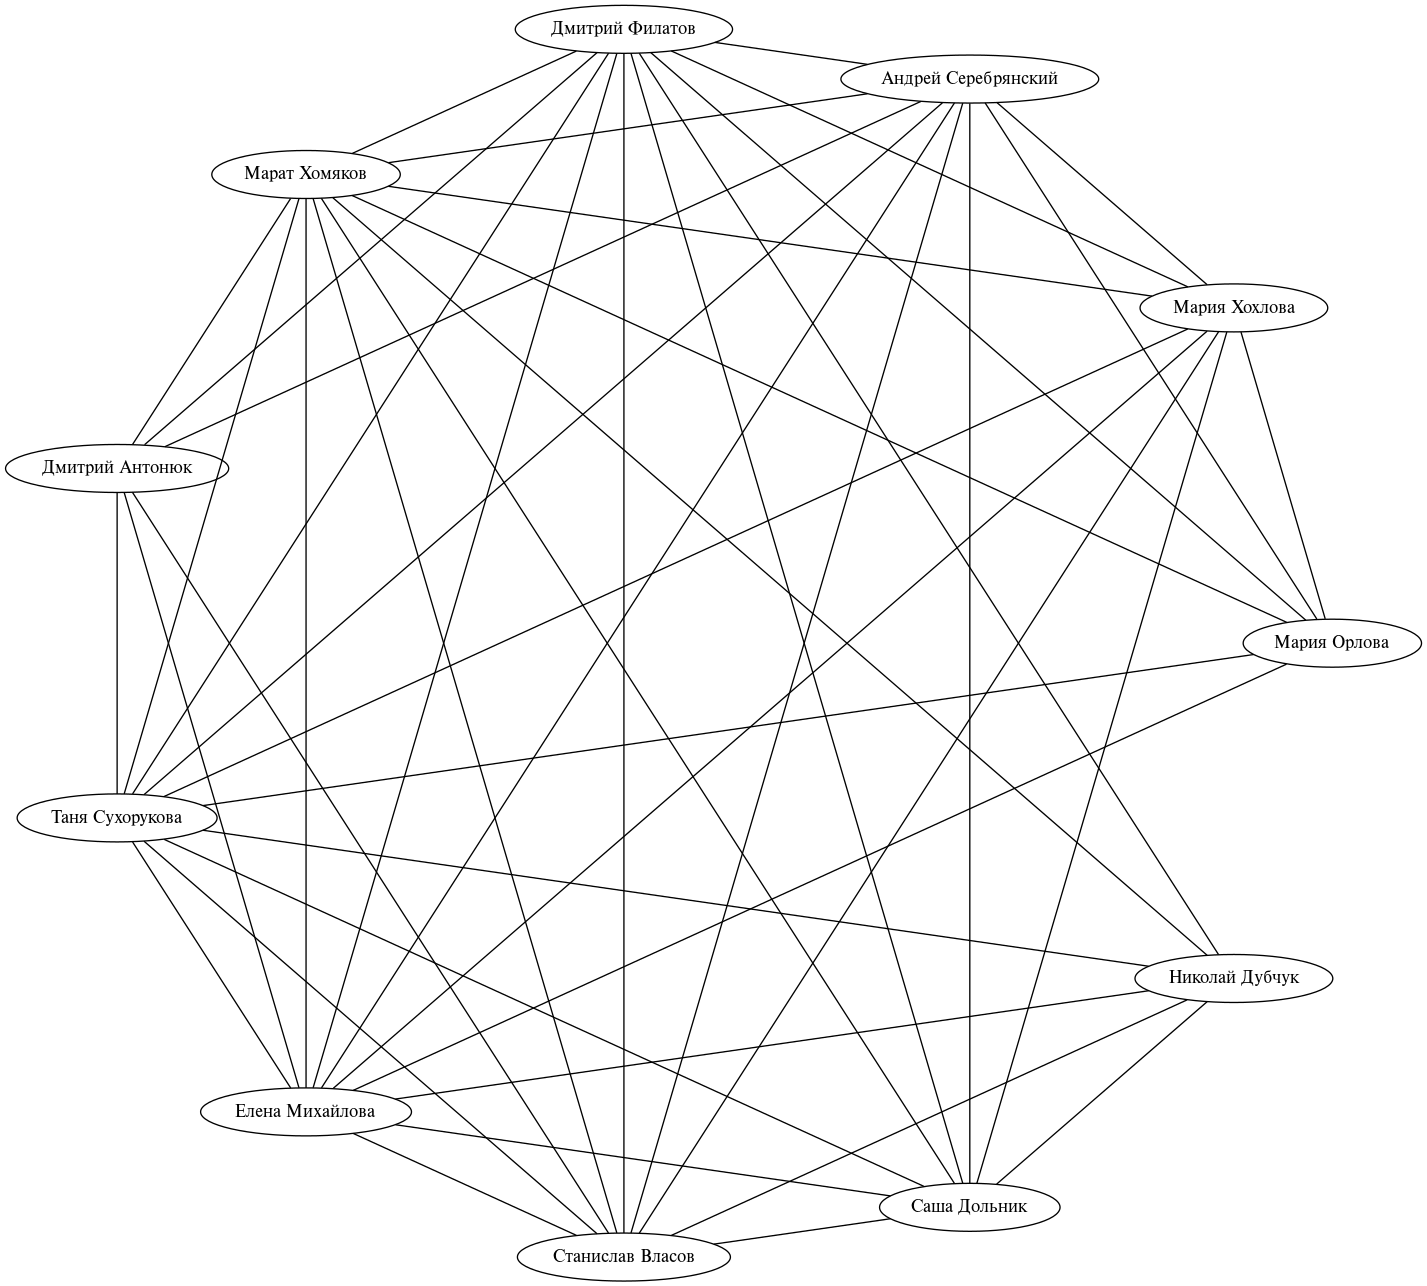 Дмитрий Филатов
Андрей Серебрянский
Марат Хомяков
Мария Хохлова
Дмитрий Антонюк
Мария Орлова
Таня Сухорукова
Николай Дубчук
Елена Михайлова
Саша Дольник
Станислав Власов